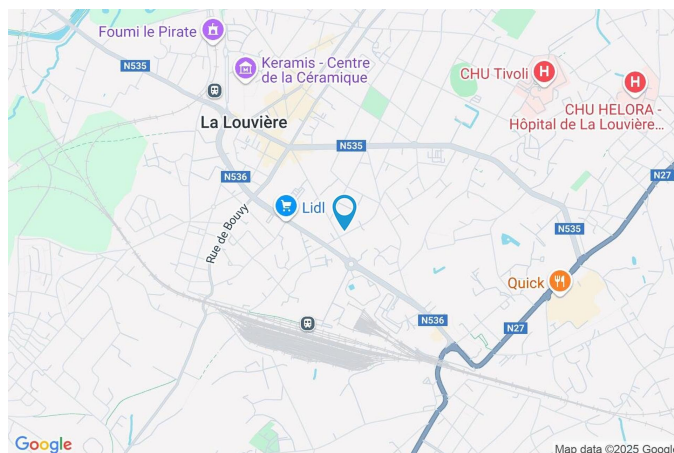 Foumi le Pirate
N535
Keramis - Centre
de la Céramique
CHU Tivoli
H
H
CHU HELORA -
Hôpital de La Louvière...
La Louvière
N535
N536
N27
Lidl
Rue de Bouvy
N535
Quick
N536
N27
Google
Map data ©2025 Google